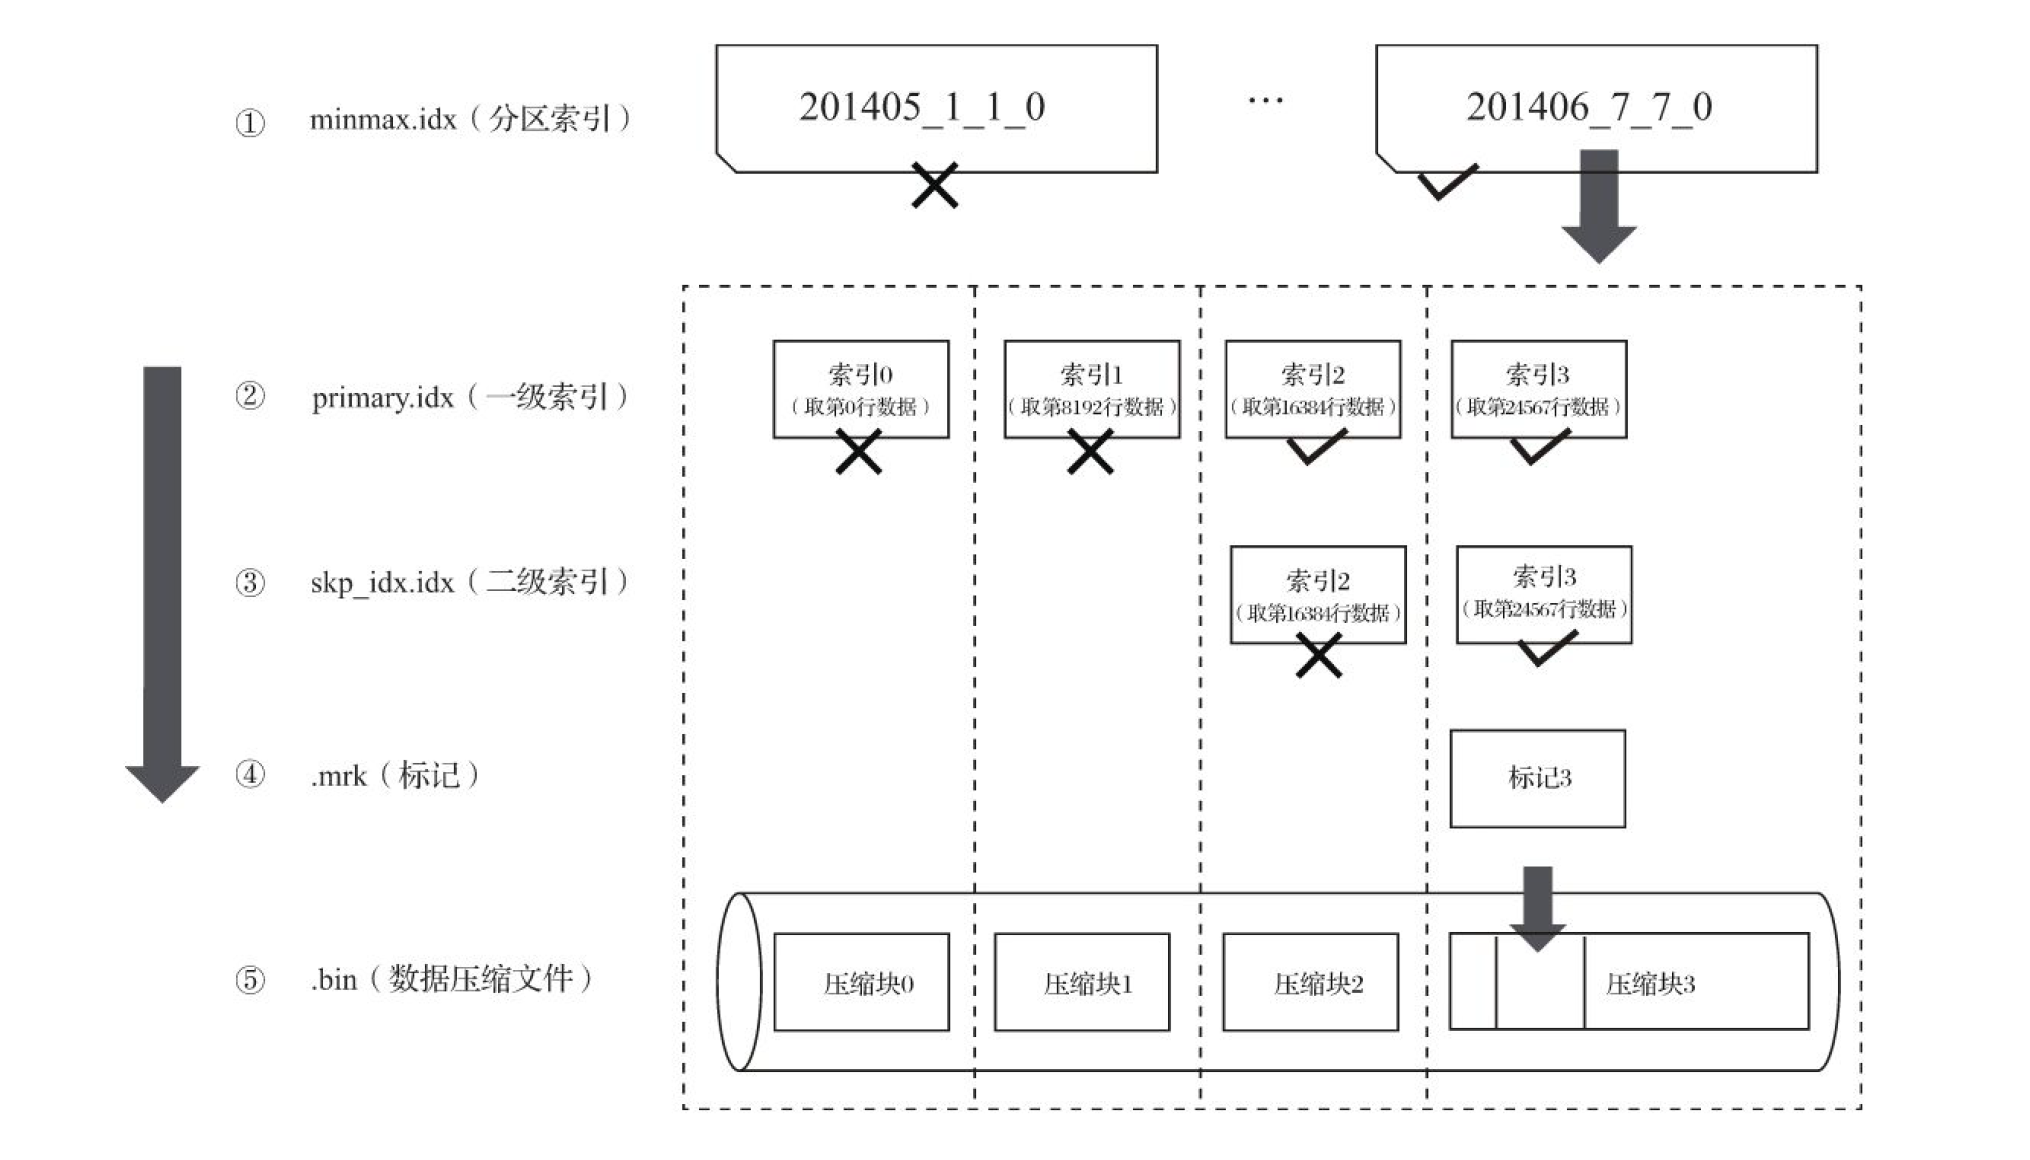 ① minmax.idx（分区索引）
201405_1_1_0
…
201406_7_7_0
② primary.idx（一级索引）
索引0
（取第0行数据）
索引1
（取第8192行数据）
索引2
（取第16384行数据）
索引3
（取第24567行数据）
③ skp_idx.idx（二级索引）
索引2
（取第16384行数据）
索引3
（取第24567行数据）
④ .mrk（标记）
标记3
⑤ .bin（数据压缩文件）
压缩块0
压缩块1
压缩块2
压缩块3